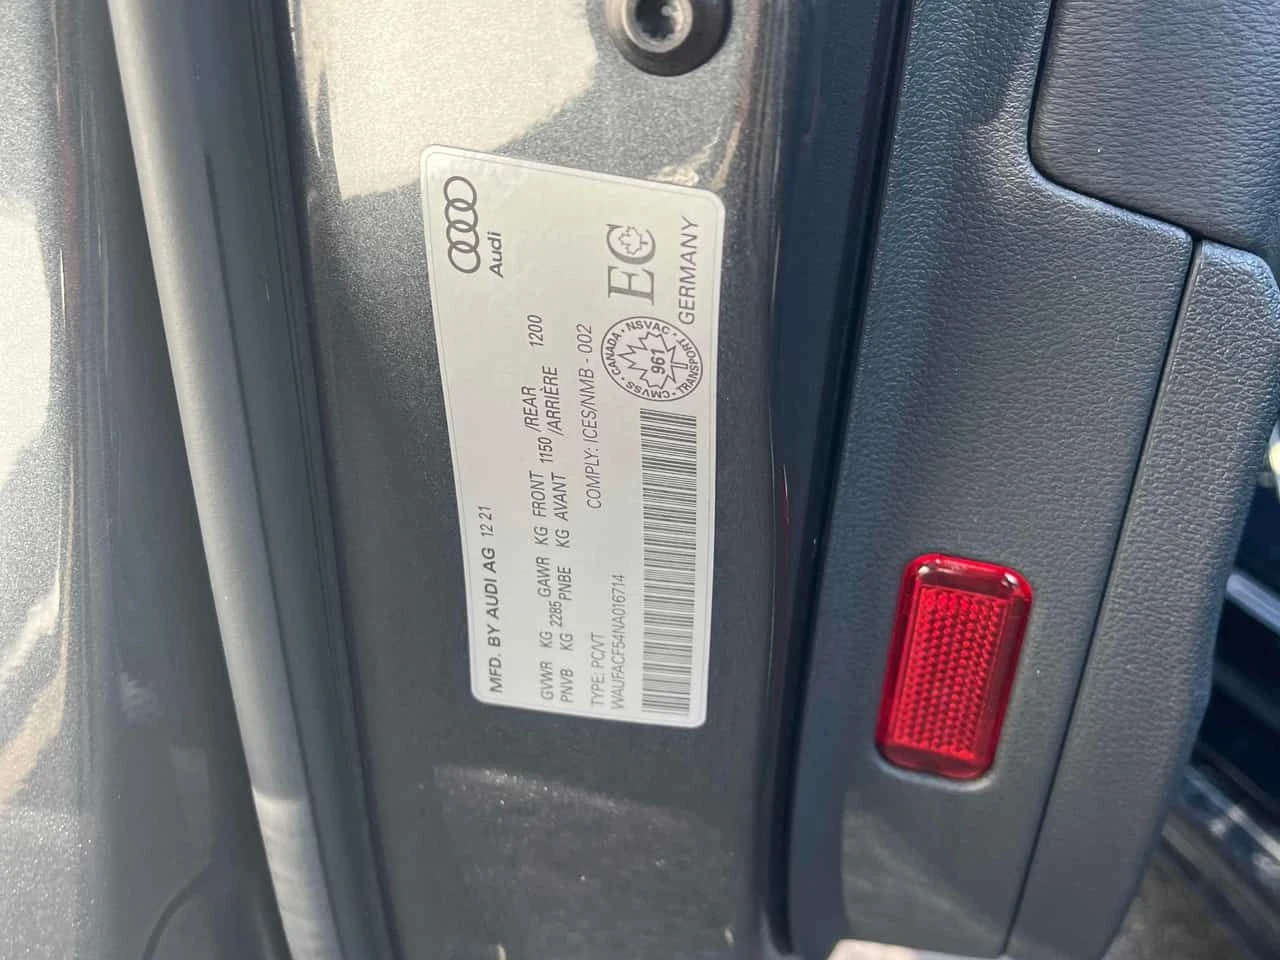 Audi
MFD. BY AUDI AG 12 21
GVWR KG 2285 GAWR KG FRONT 1150 /REAR 1200
PNVB KG PNBE KG AVANT /ARRIÈRE
TYPE: PC/VT COMPLY: ICES/NMB - 002
WAUFACF54NA016714
CANADA · NSVAC · TRANSPORT · CMVSS ·
961
EC
GERMANY